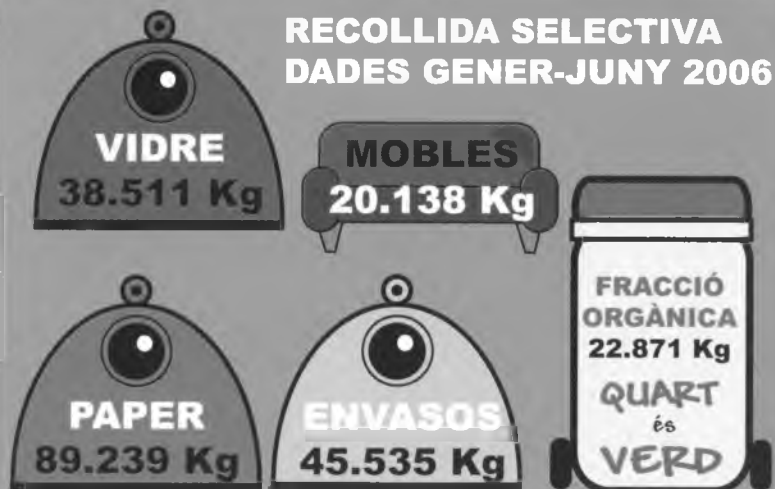 RECOLLIDA SELECTIVA
DADES GENER-JUNY 2006
VIDRE
38.511 Kg
MOBLES
20.138 Kg
FRACCIÓ
ORGÀNICA
22.871 Kg
QUART
és
VERD
PAPER
89.239 Kg
ENVASOS
45.535 Kg